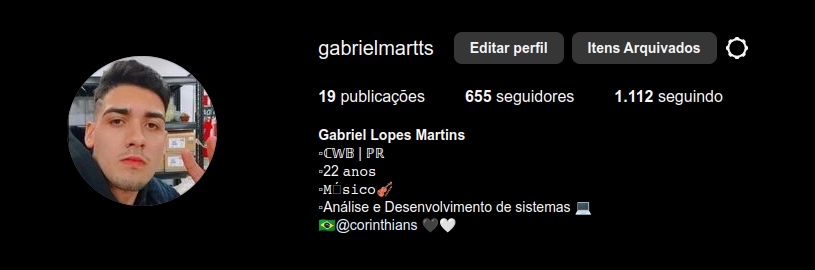 gabrielmartts Editar perfil Itens Arquivados
19 publicações 655 seguidores 1.112 seguindo
Gabriel Lopes Martins
▫ℂ𝕎𝔹 | ℙℝ
▫22 𝚊𝚗𝚘𝚜
▫𝙼Ú𝚜𝚒𝚌𝚘🎻
▫Análise e Desenvolvimento de sistemas 💻
🇧🇷@corinthians 🖤🤍